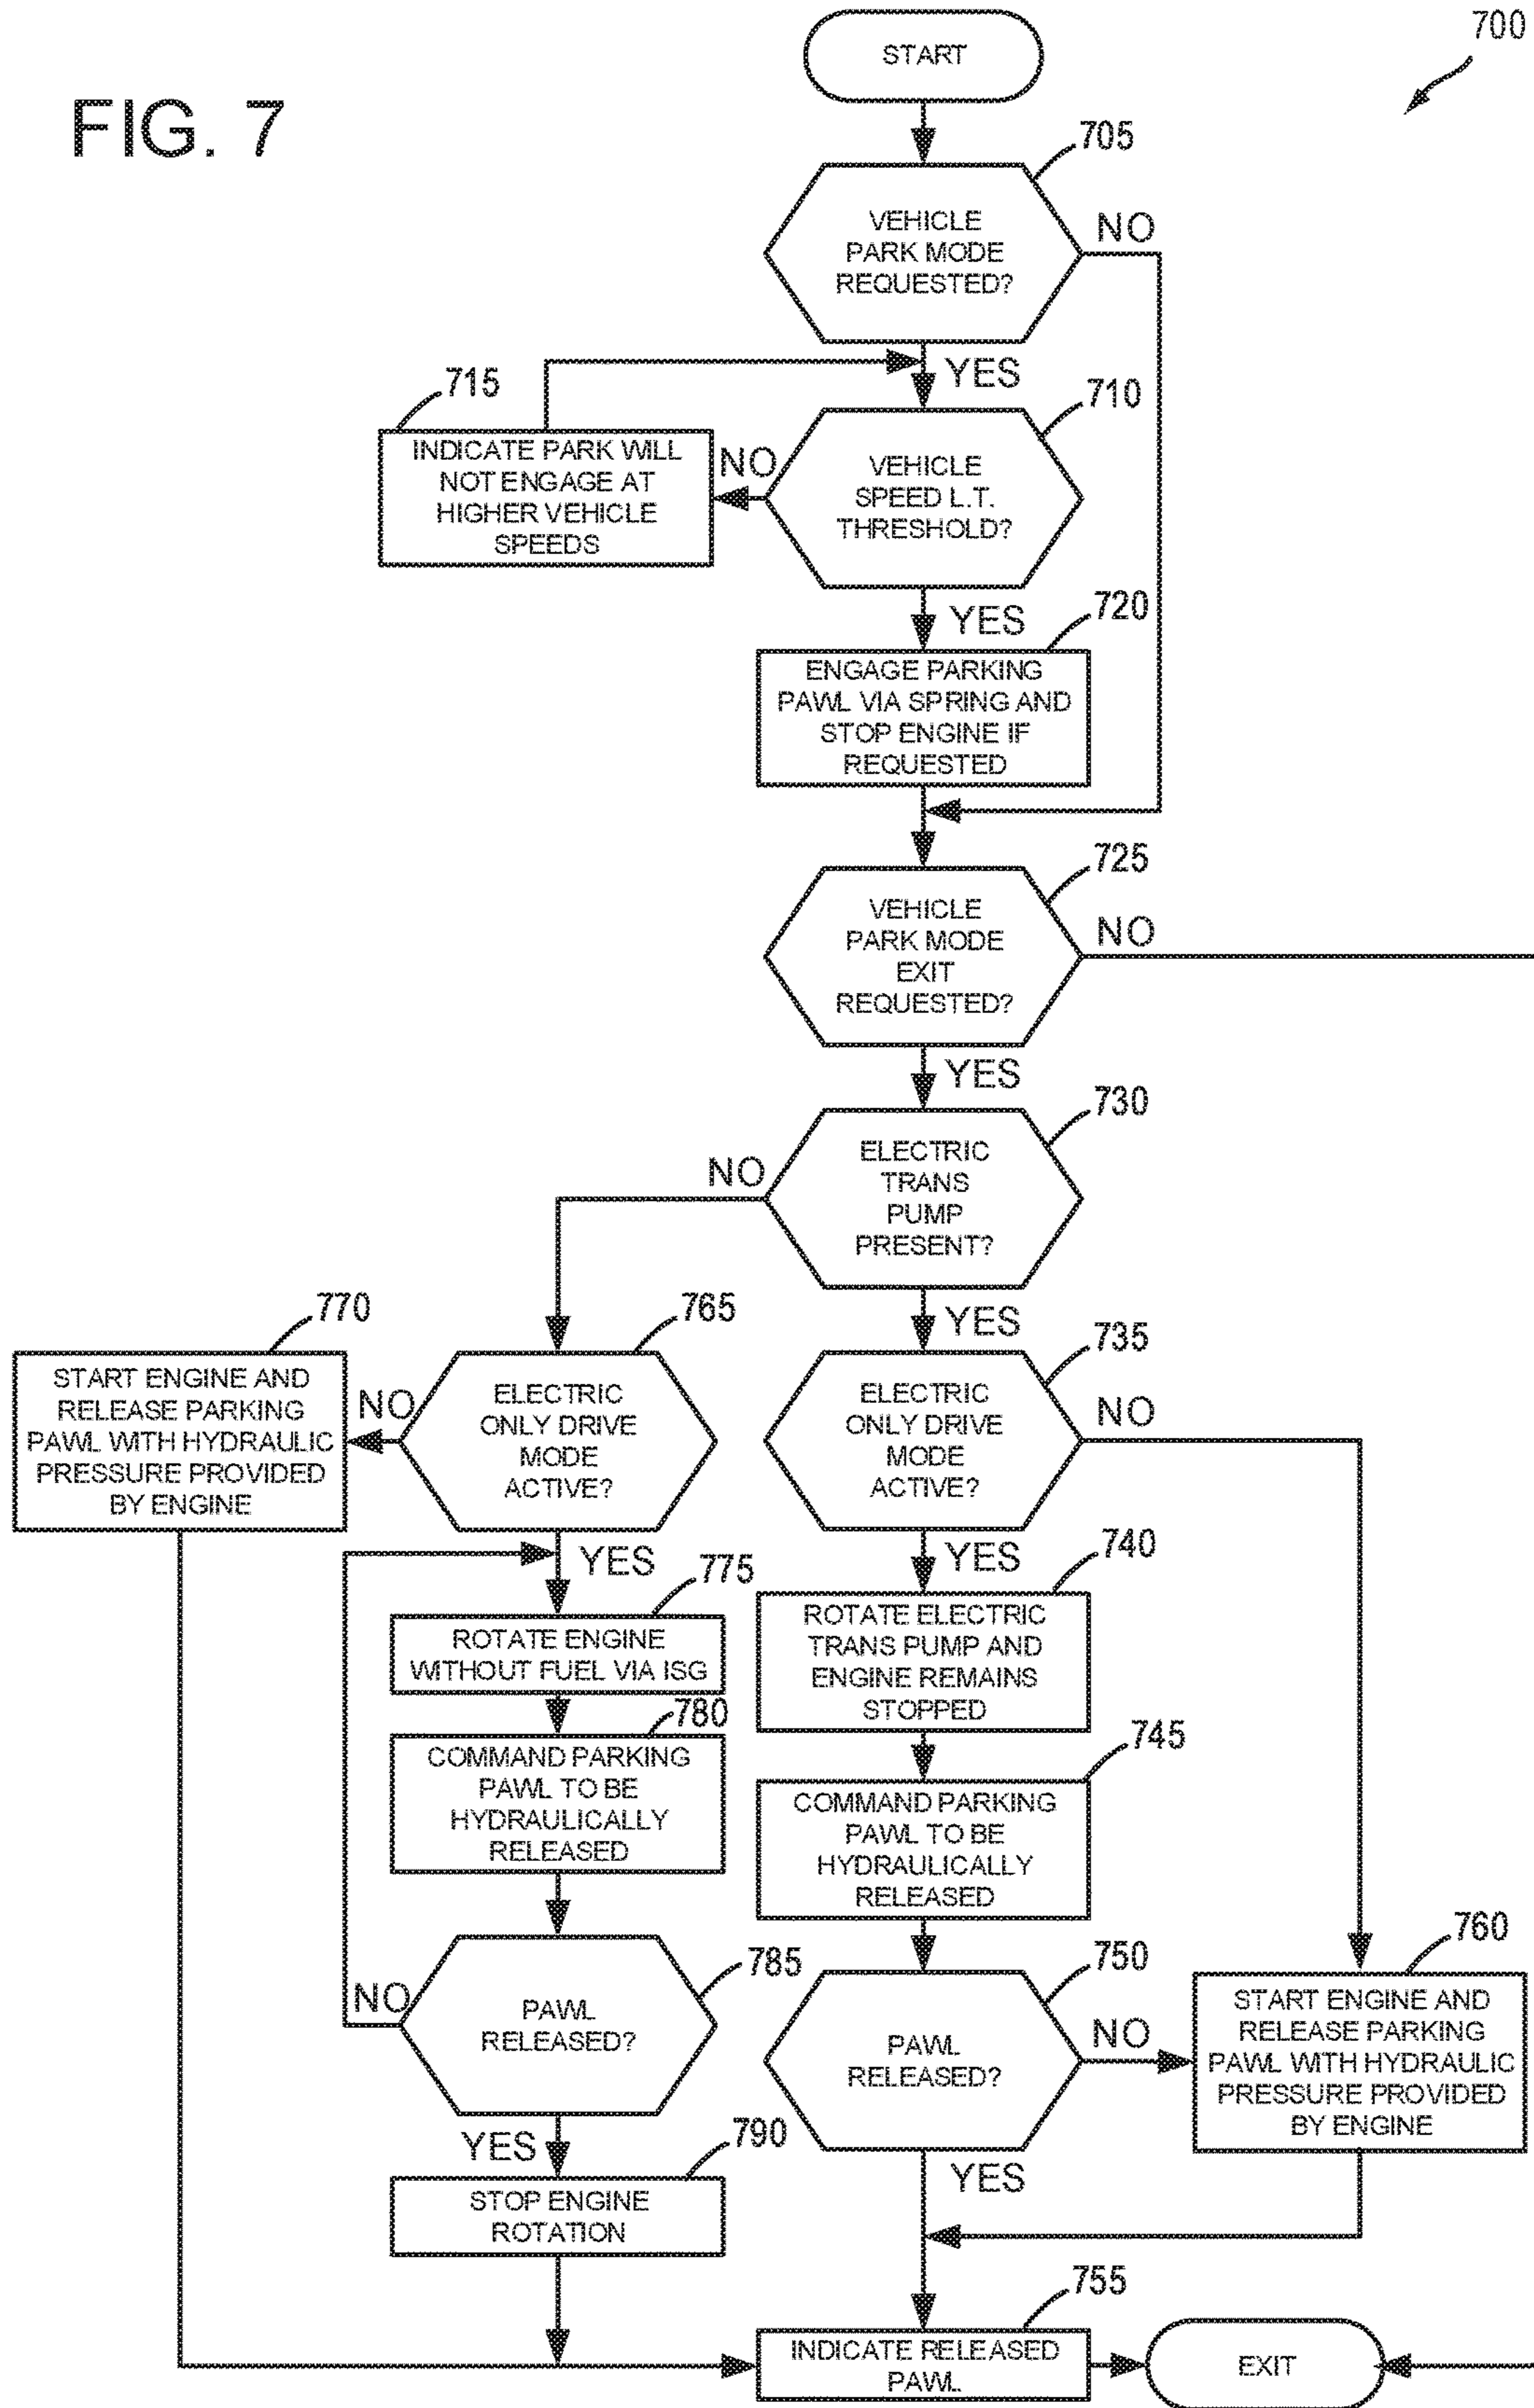 700
START
FIG. 7
705
VEHICLE
PARK MODE
REQUESTED?
NO
YES
715
710
INDICATE PARK WILL
NOT ENGAGE AT
HIGHER VEHICLE
SPEEDS
NO
VEHICLE
SPEED L.T.
THRESHOLD?
YES
720
ENGAGE PARKING
PAWL VIA SPRING AND
STOP ENGINE IF
REQUESTED
725
VEHICLE
PARK MODE
EXIT
REQUESTED?
NO
YES
730
ELECTRIC
TRANS
PUMP
PRESENT?
NO
YES
770
765
735
START ENGINE AND
RELEASE PARKING
PAWL WITH HYDRAULIC
PRESSURE PROVIDED
BY ENGINE
NO
ELECTRIC
ONLY DRIVE
MODE
ACTIVE?
ELECTRIC
ONLY DRIVE
MODE
ACTIVE?
NO
YES
YES
775
740
ROTATE ENGINE
WITHOUT FUEL VIA ISG
ROTATE ELECTRIC
TRANS PUMP AND
ENGINE REMAINS
STOPPED
780
745
COMMAND PARKING
PAWL TO BE
HYDRAULICALLY
RELEASED
COMMAND PARKING
PAWL TO BE
HYDRAULICALLY
RELEASED
785
750
760
NO
PAWL
RELEASED?
PAWL
RELEASED?
NO
START ENGINE AND
RELEASE PARKING
PAWL WITH HYDRAULIC
PRESSURE PROVIDED
BY ENGINE
YES
790
YES
STOP ENGINE
ROTATION
755
INDICATE RELEASED
PAWL
EXIT